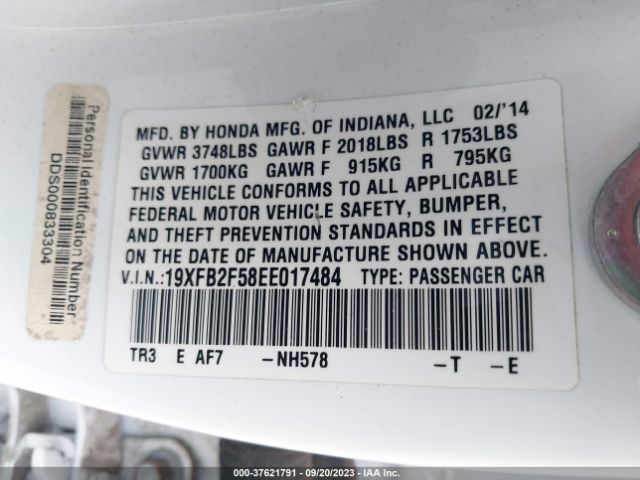 Personal Identification Number
DDS000833304
MFD. BY HONDA MFG. OF INDIANA, LLC 02/'14
GVWR 3748LBS GAWR F 2018LBS R 1753LBS
GVWR 1700KG GAWR F 915KG R 795KG
THIS VEHICLE CONFORMS TO ALL APPLICABLE
FEDERAL MOTOR VEHICLE SAFETY, BUMPER,
AND THEFT PREVENTION STANDARDS IN EFFECT
ON THE DATE OF MANUFACTURE SHOWN ABOVE.
V.I.N.:19XFB2F58EE017484 TYPE: PASSENGER CAR
TR3 E AF7 -NH578 -T -E
000-37621791 - 09/20/2023 - IAA Inc.